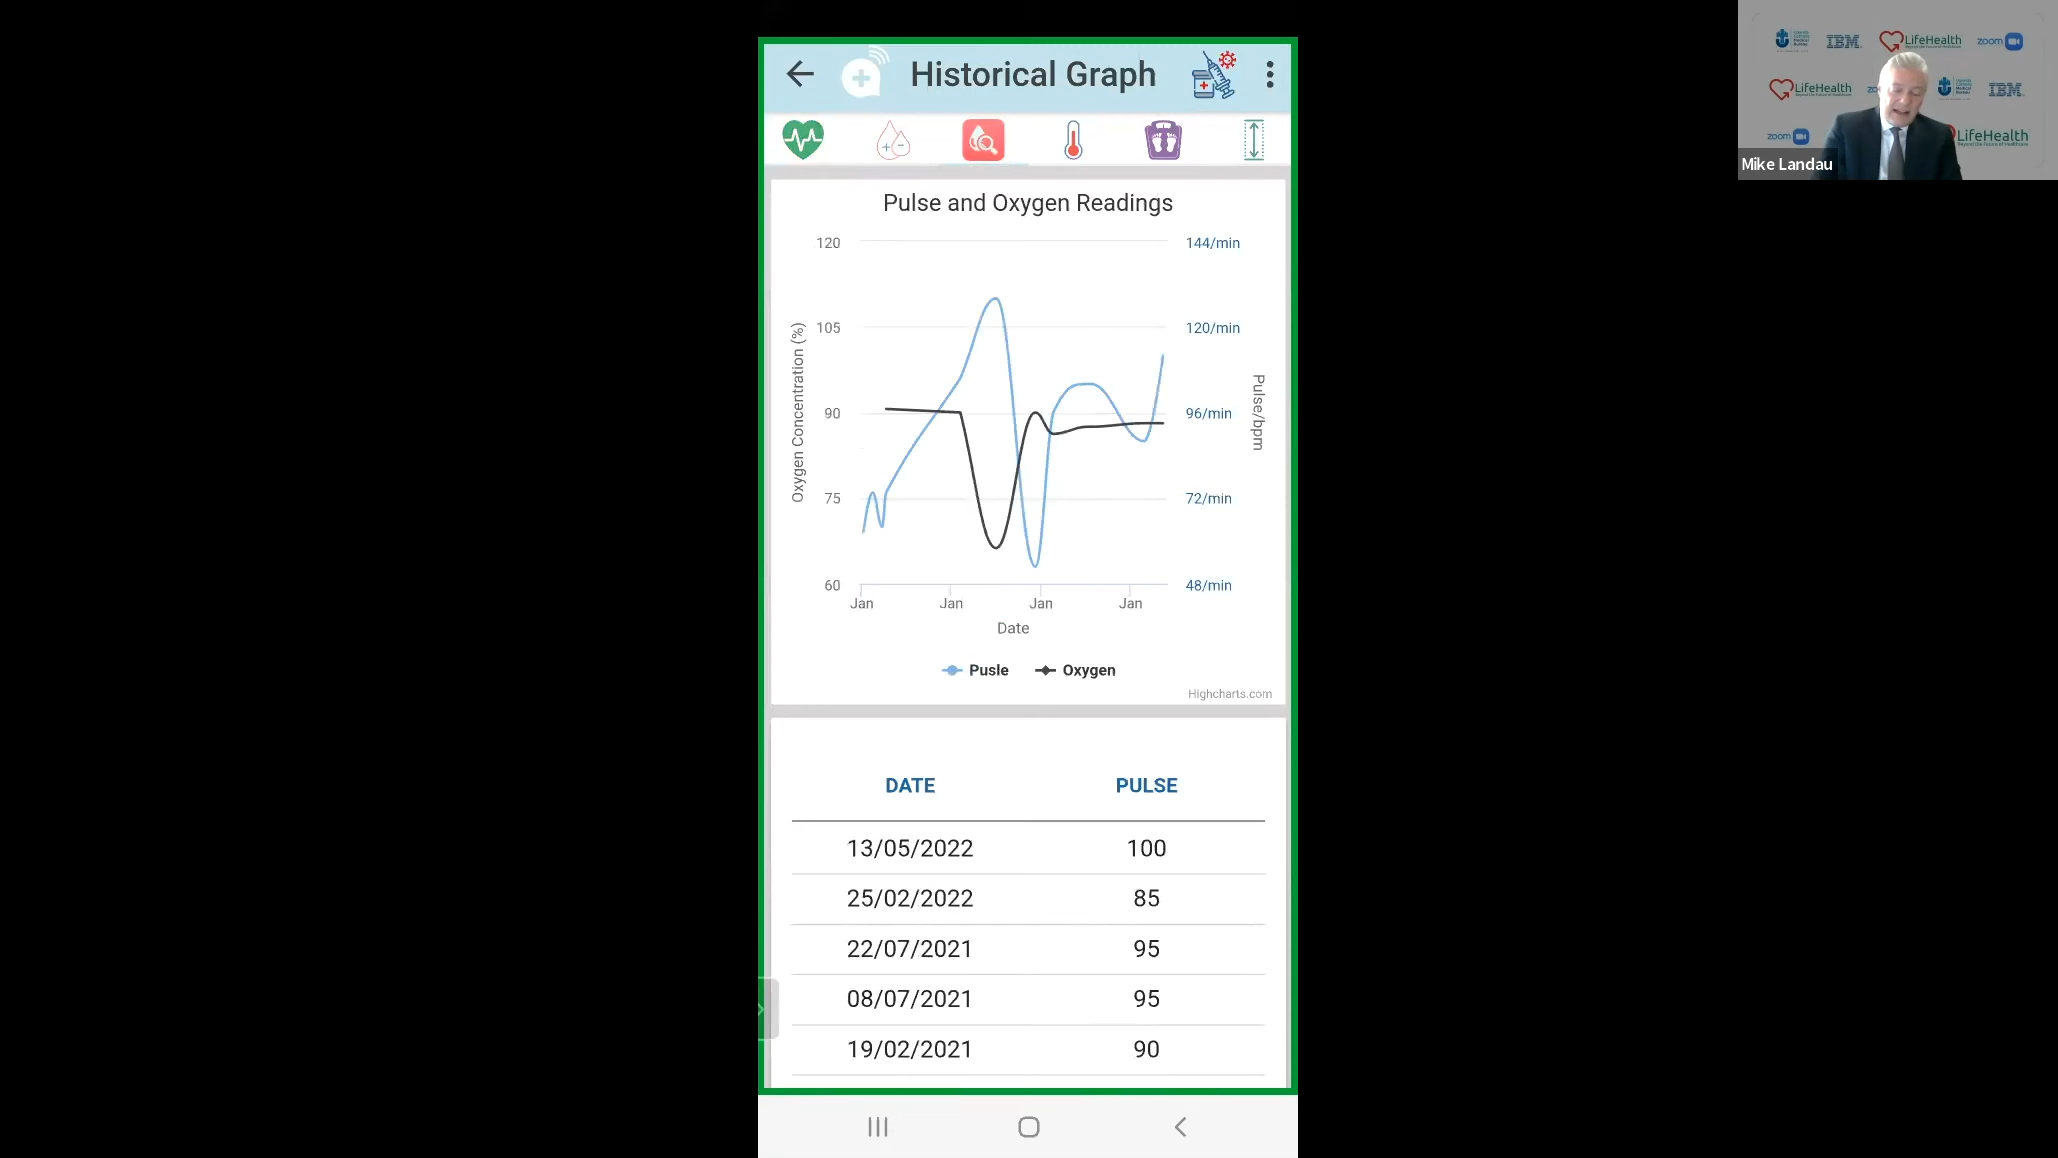 Historical Graph
Pulse and Oxygen Readings
120
105
90
75
60
Oxygen Concentration (%)
144/min
120/min
96/min
72/min
48/min
Pulse/bpm
Jan Jan Jan Jan
Date
Pusle Oxygen
Highcharts.com
DATE PULSE
13/05/2022 100
25/02/2022 85
22/07/2021 95
08/07/2021 95
19/02/2021 90
IBM LifeHealth zoom
LifeHealth IBM
zoom LifeHealth
Mike Landau